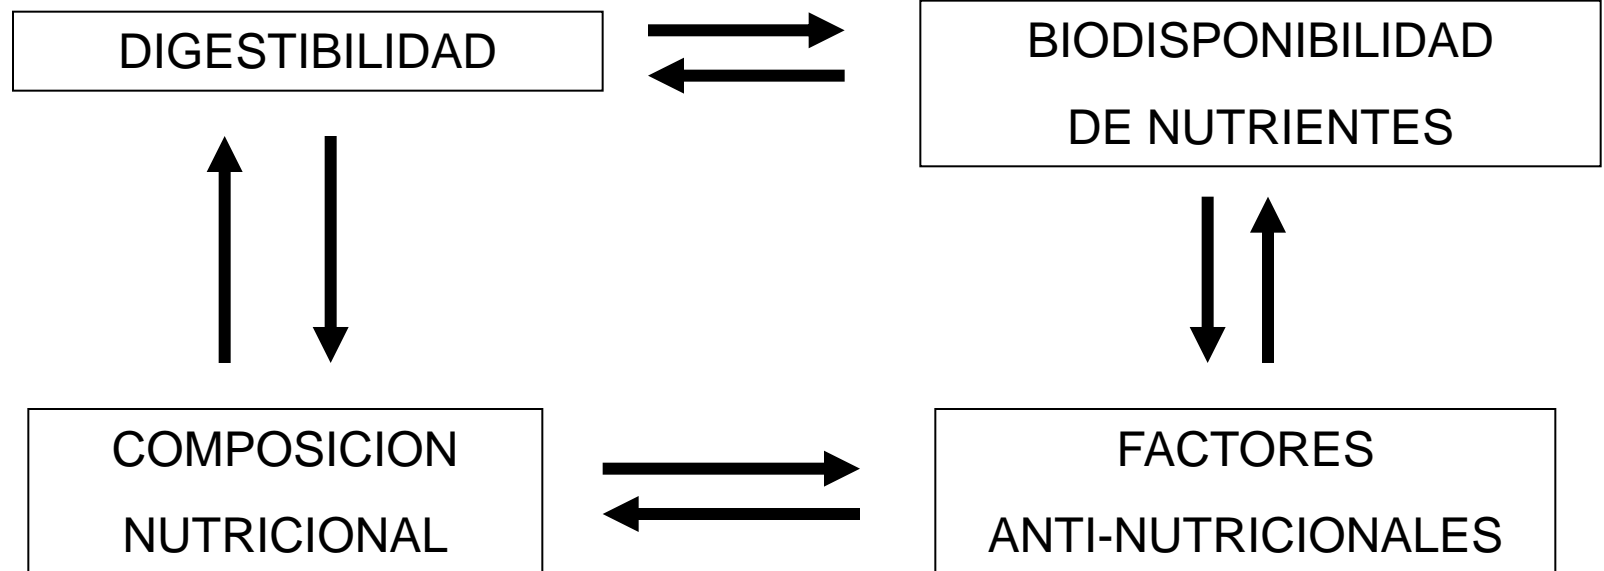 DIGESTIBILIDAD
BIODISPONIBILIDAD
DE NUTRIENTES
COMPOSICION
NUTRICIONAL
FACTORES
ANTI-NUTRICIONALES